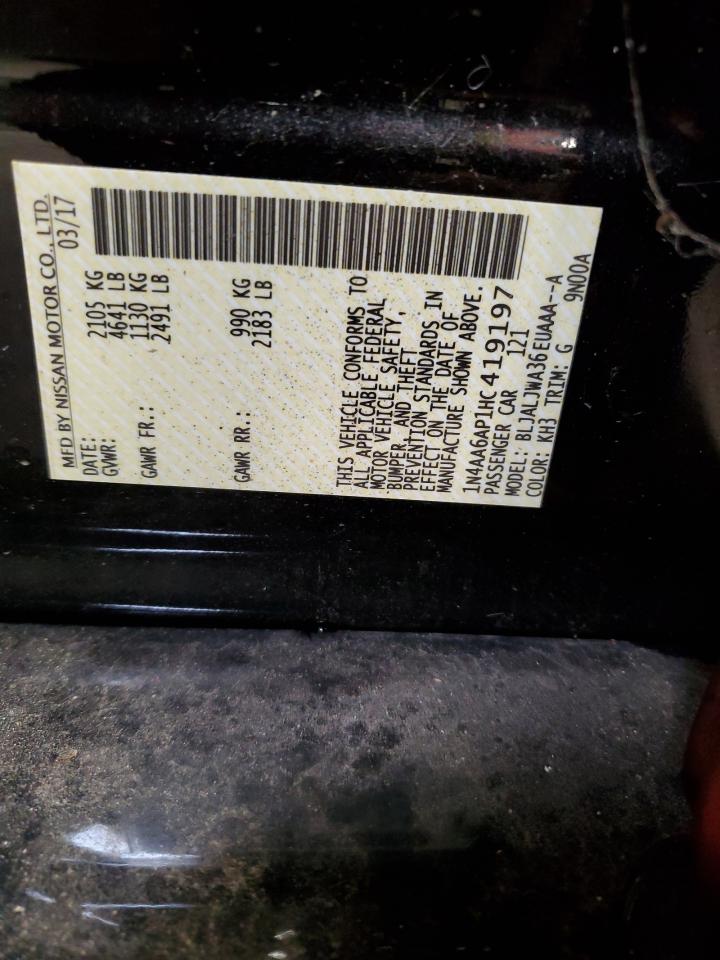 MFD BY NISSAN MOTOR CO., LTD.
DATE: 03/17
GVWR: 2105 KG
4641 LB
GAWR FR.: 1130 KG
2491 LB
GAWR RR.: 990 KG
2183 LB
THIS VEHICLE CONFORMS TO
ALL APPLICABLE FEDERAL
MOTOR VEHICLE SAFETY,
BUMPER, AND THEFT
PREVENTION STANDARDS IN
EFFECT ON THE DATE OF
MANUFACTURE SHOWN ABOVE.
1N4AA6AP1HC419197
PASSENGER CAR 121
MODEL: BLJALJWA36EUAAA--A
COLOR: KH3 TRIM: G 9N00A